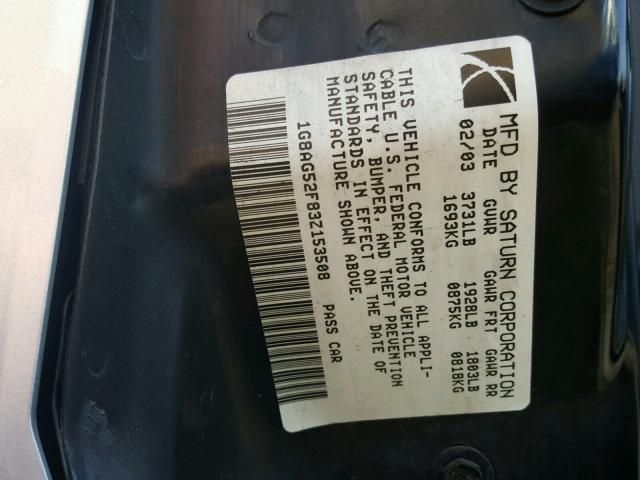 MFD BY SATURN CORPORATION
DATE GVWR GAWR FRT GAWR RR
02/03 3731LB 1928LB 1803LB
1693KG 0875KG 0818KG
THIS VEHICLE CONFORMS TO ALL APPLI-
CABLE U.S. FEDERAL MOTOR VEHICLE
SAFETY, BUMPER, AND THEFT PREVENTION
STANDARDS IN EFFECT ON THE DATE OF
MANUFACTURE SHOWN ABOVE.
1G8AG52F83Z153508 PASS CAR